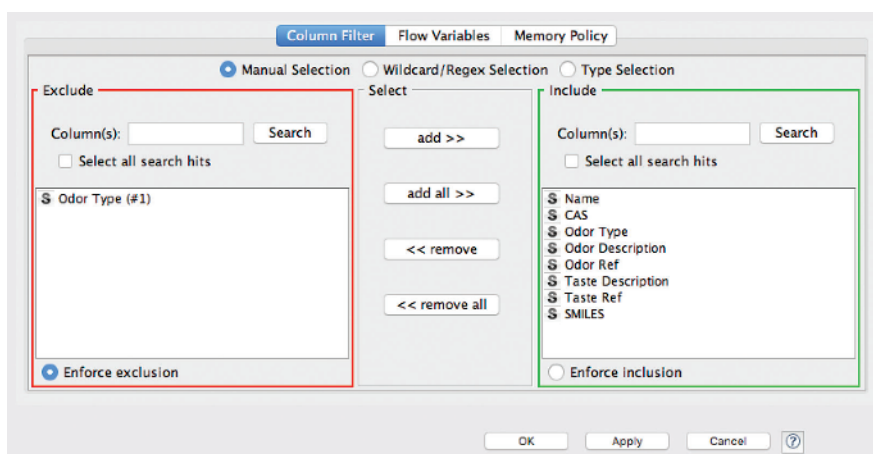 Column Filter Flow Variables Memory Policy
Manual Selection Wildcard/Regex Selection Type Selection
Exclude
Column(s): Search
Select all search hits
S Odor Type (#1)
Enforce exclusion
Select
add >>
add all >>
<< remove
<< remove all
Include
Column(s): Search
Select all search hits
S Name
S CAS
S Odor Type
S Odor Description
S Odor Ref
S Taste Description
S Taste Ref
S SMILES
Enforce inclusion
OK Apply Cancel ?